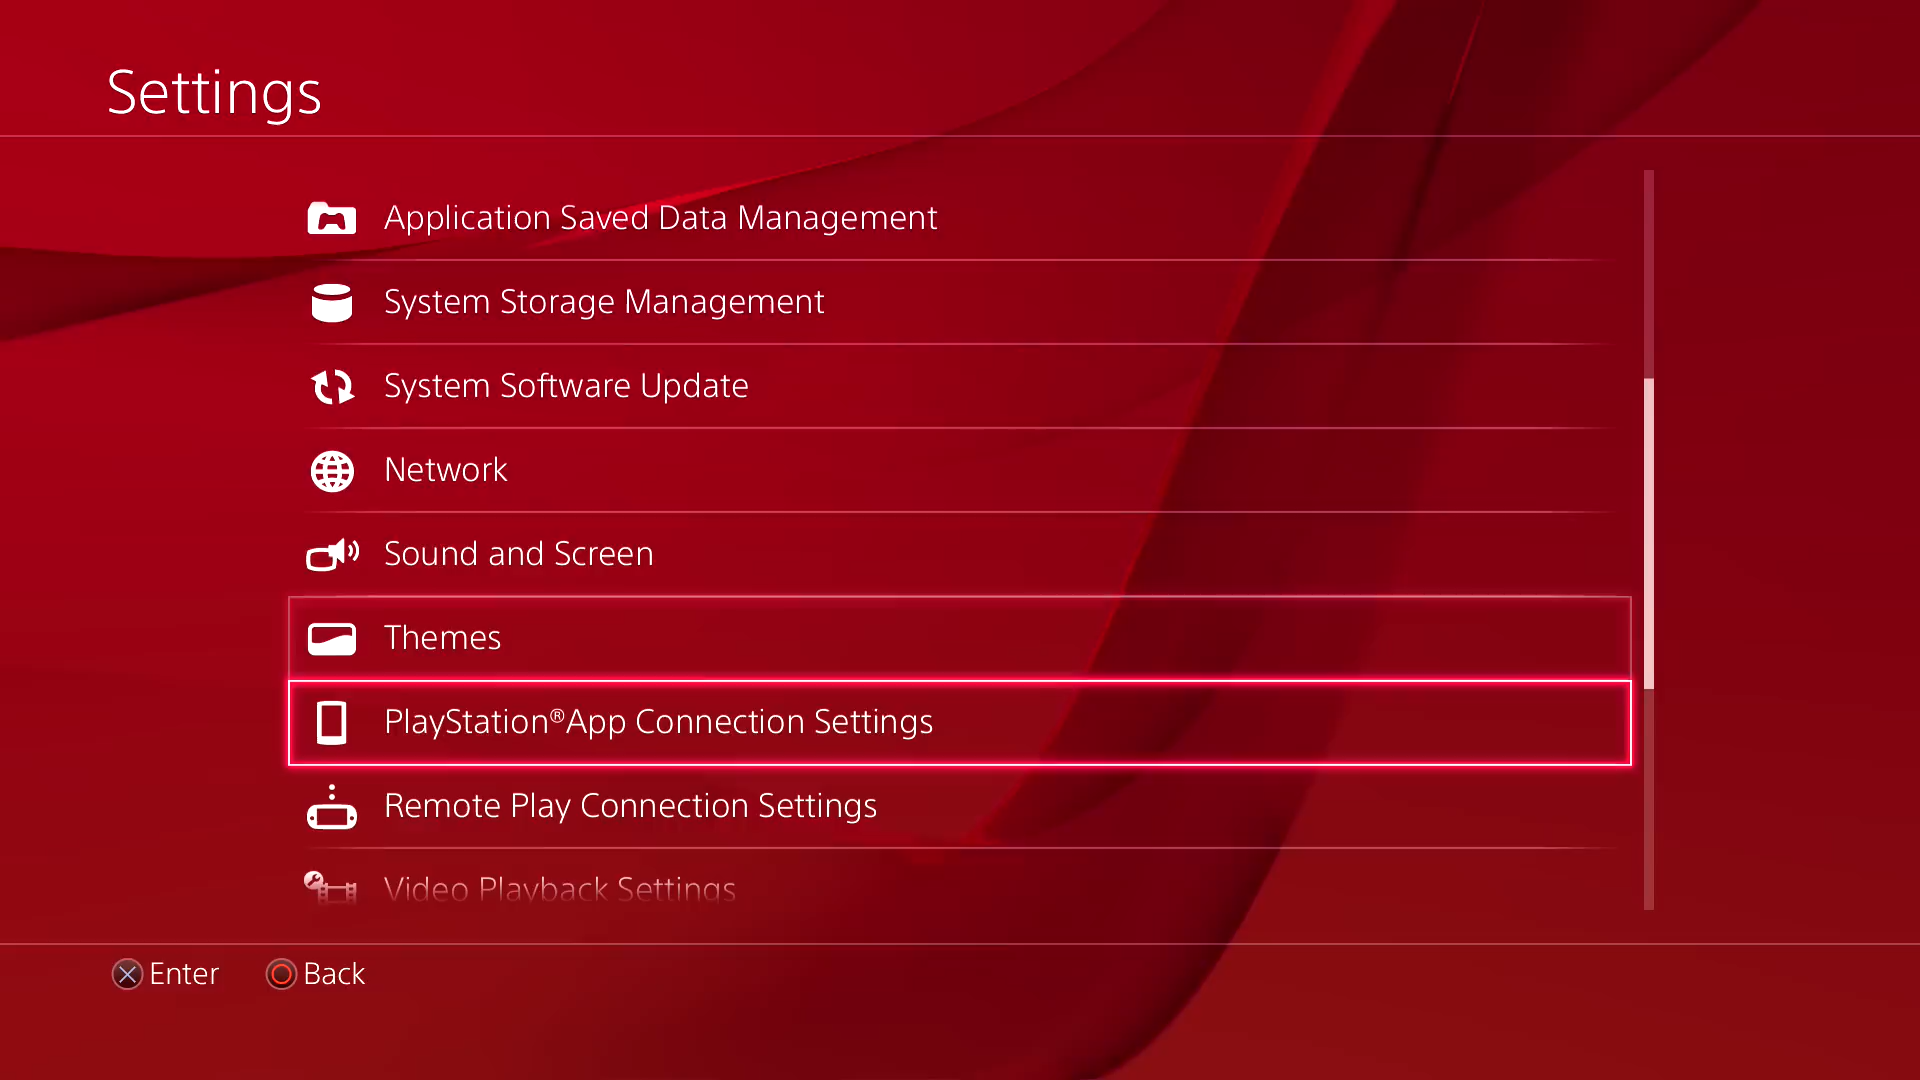 Settings
Application Saved Data Management
System Storage Management
System Software Update
Network
Sound and Screen
Themes
PlayStation®App Connection Settings
Remote Play Connection Settings
Video Playback Settings
Enter Back